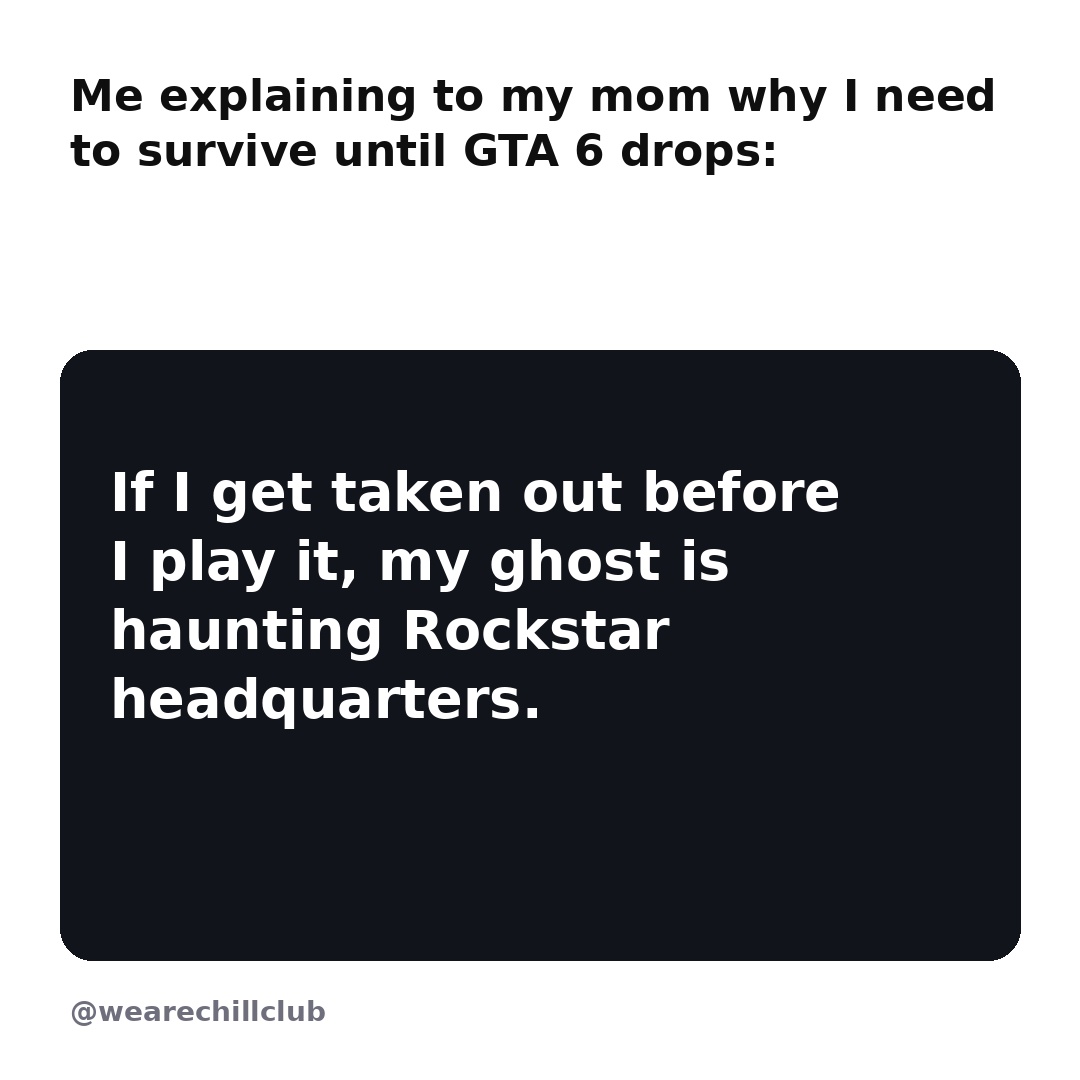 Me explaining to my mom why I need
to survive until GTA 6 drops:
If I get taken out before
I play it, my ghost is
haunting Rockstar
headquarters.
@wearechillclub